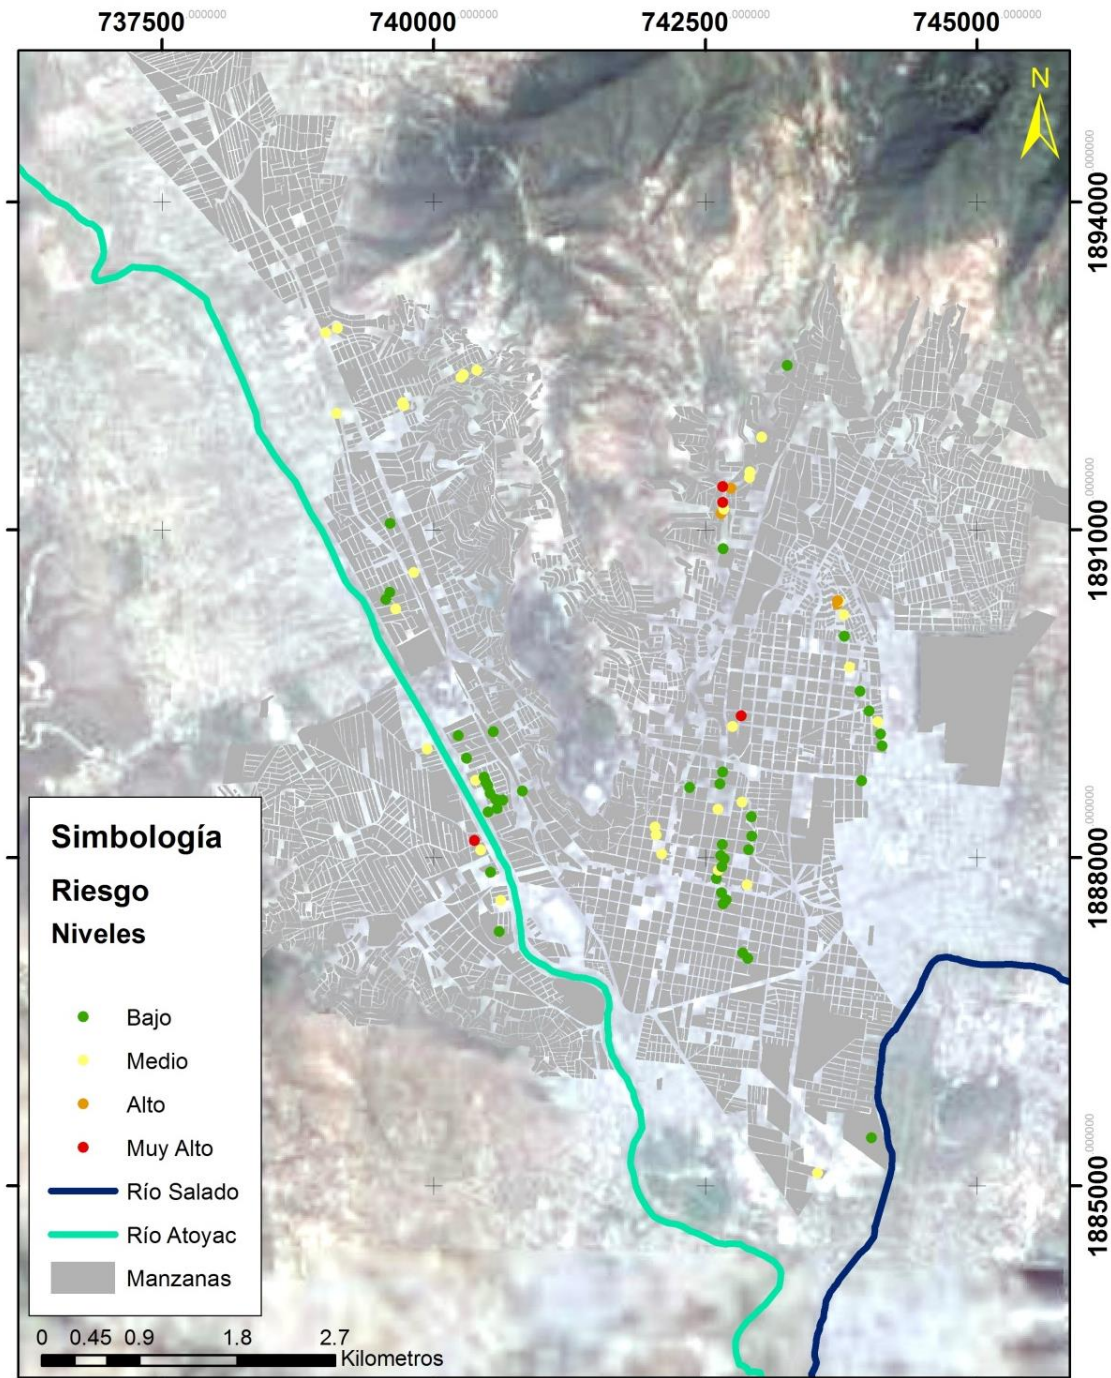 737500.000000 740000.000000 742500.000000 745000.000000
N
1894000.000000
1891000.000000
1888000.000000
1885000.000000
Simbología
Riesgo
Niveles
Bajo
Medio
Alto
Muy Alto
Río Salado
Río Atoyac
Manzanas
0 0.45 0.9 1.8 2.7
Kilometros